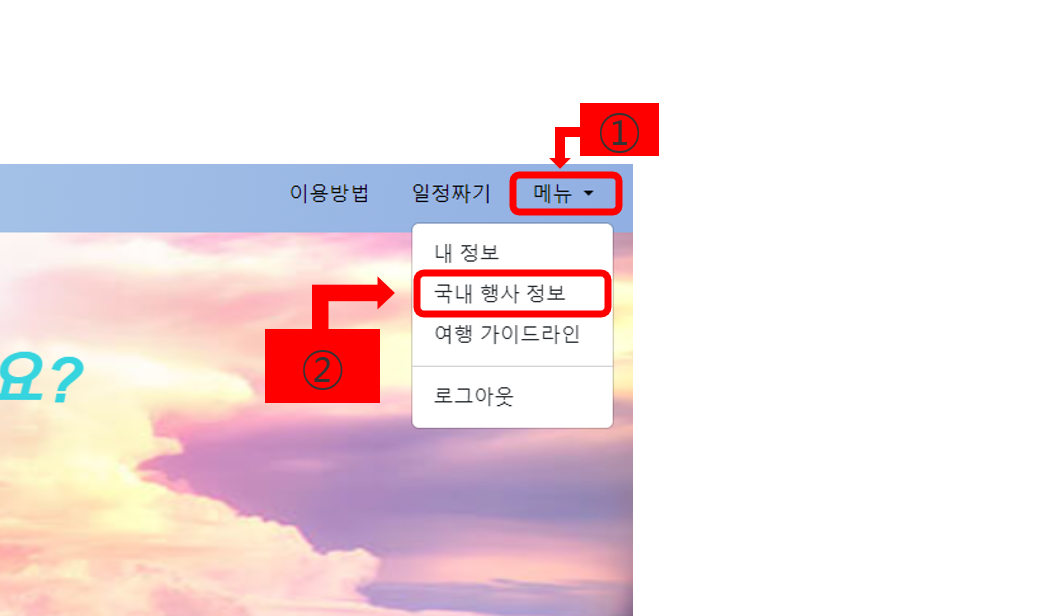 ①
이용방법 일정짜기 메뉴
내 정보
국내 행사 정보
여행 가이드라인
②
요?
로그아웃